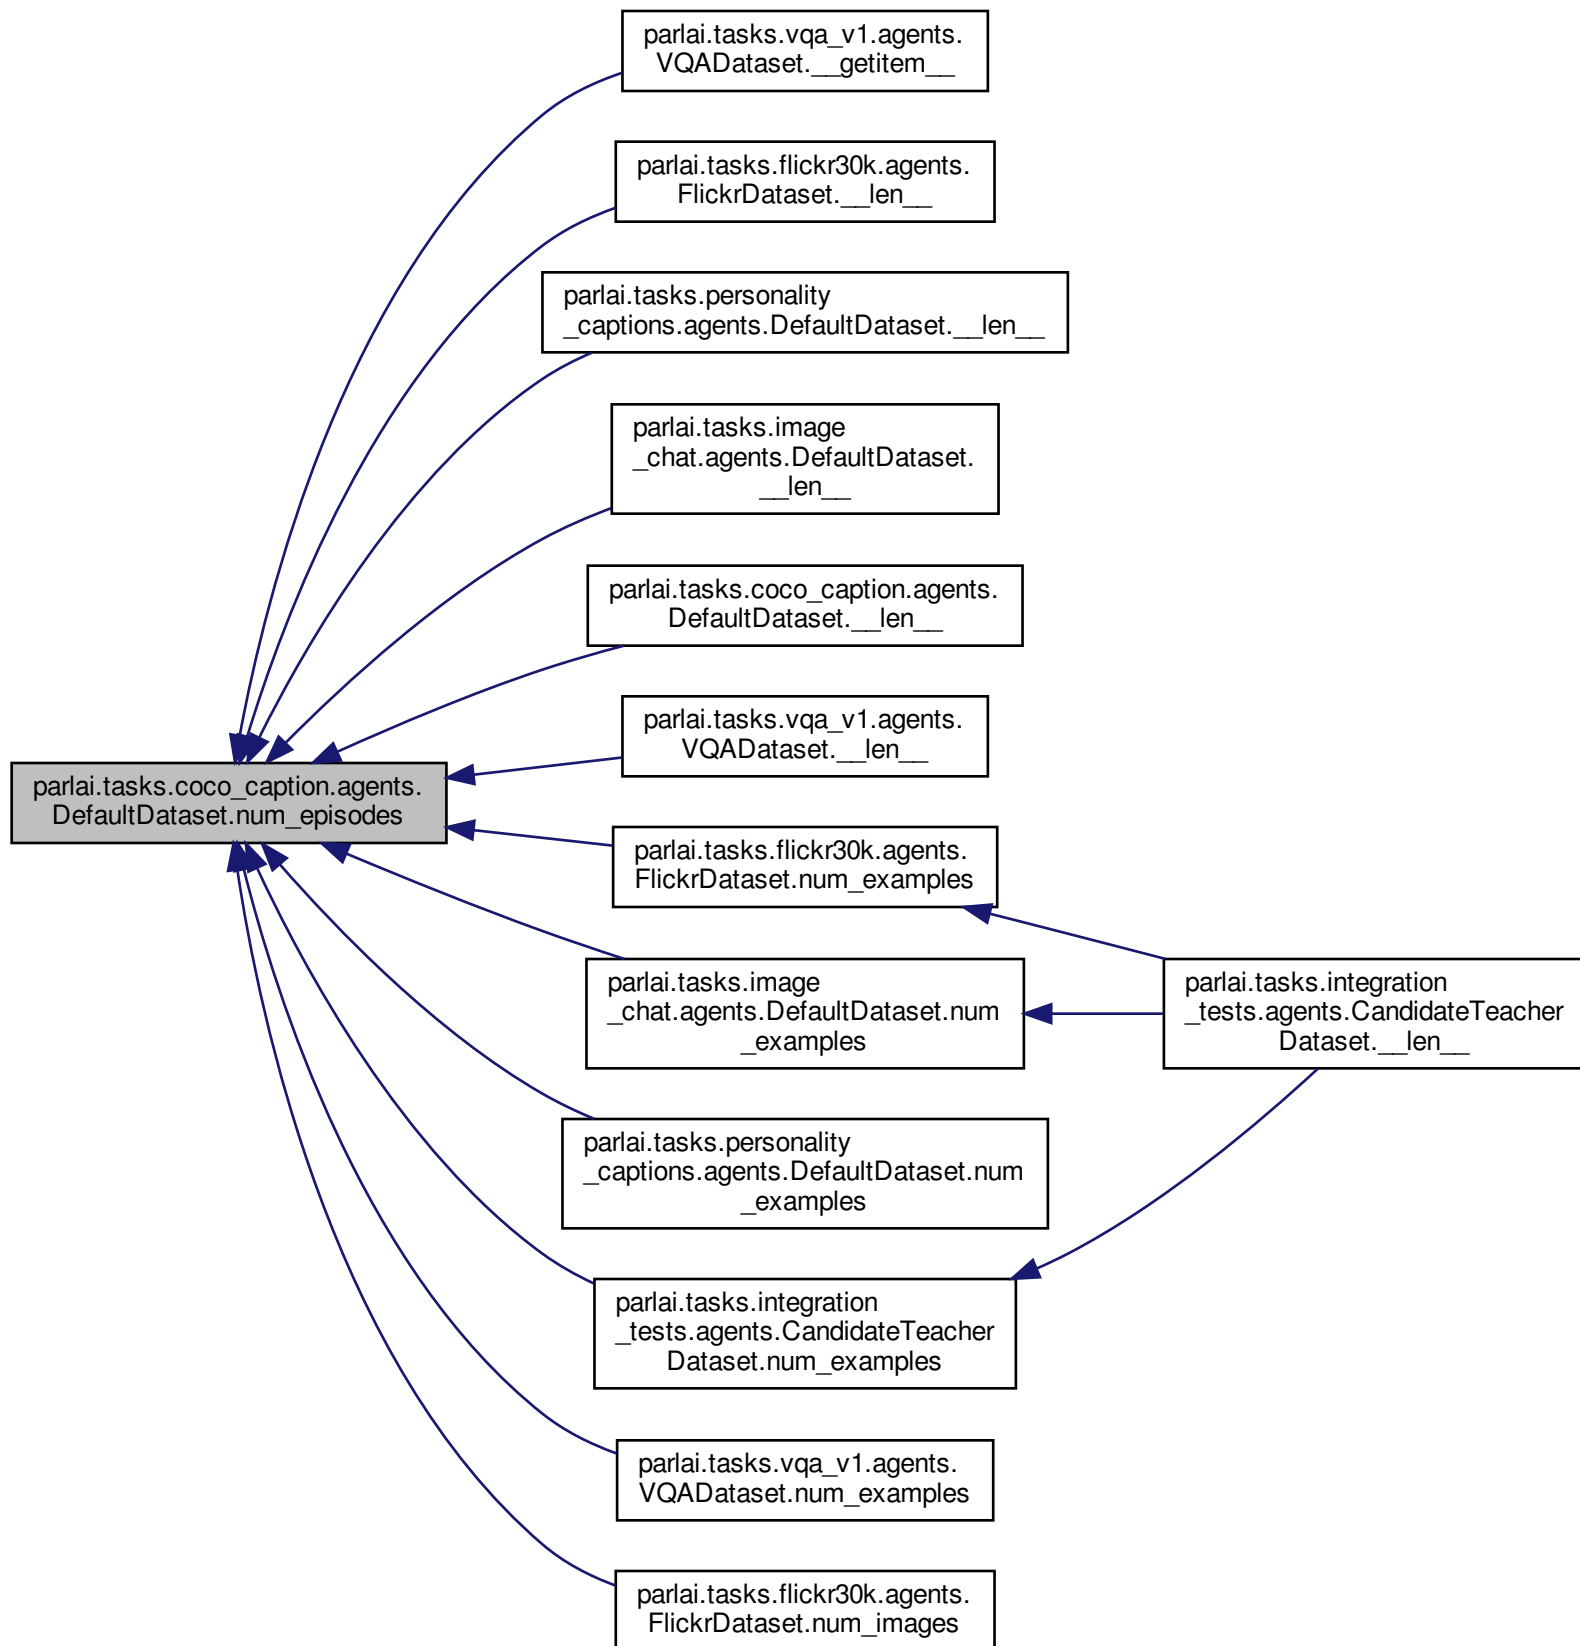 parlai.tasks.vqa_v1.agents.
VQADataset.__getitem__
parlai.tasks.flickr30k.agents.
FlickrDataset.__len__
parlai.tasks.personality
_captions.agents.DefaultDataset.__len__
parlai.tasks.image
_chat.agents.DefaultDataset.
__len__
parlai.tasks.coco_caption.agents.
DefaultDataset.__len__
parlai.tasks.vqa_v1.agents.
VQADataset.__len__
parlai.tasks.coco_caption.agents.
DefaultDataset.num_episodes
parlai.tasks.flickr30k.agents.
FlickrDataset.num_examples
parlai.tasks.image
_chat.agents.DefaultDataset.num
_examples
parlai.tasks.integration
_tests.agents.CandidateTeacher
Dataset.__len__
parlai.tasks.personality
_captions.agents.DefaultDataset.num
_examples
parlai.tasks.integration
_tests.agents.CandidateTeacher
Dataset.num_examples
parlai.tasks.vqa_v1.agents.
VQADataset.num_examples
parlai.tasks.flickr30k.agents.
FlickrDataset.num_images